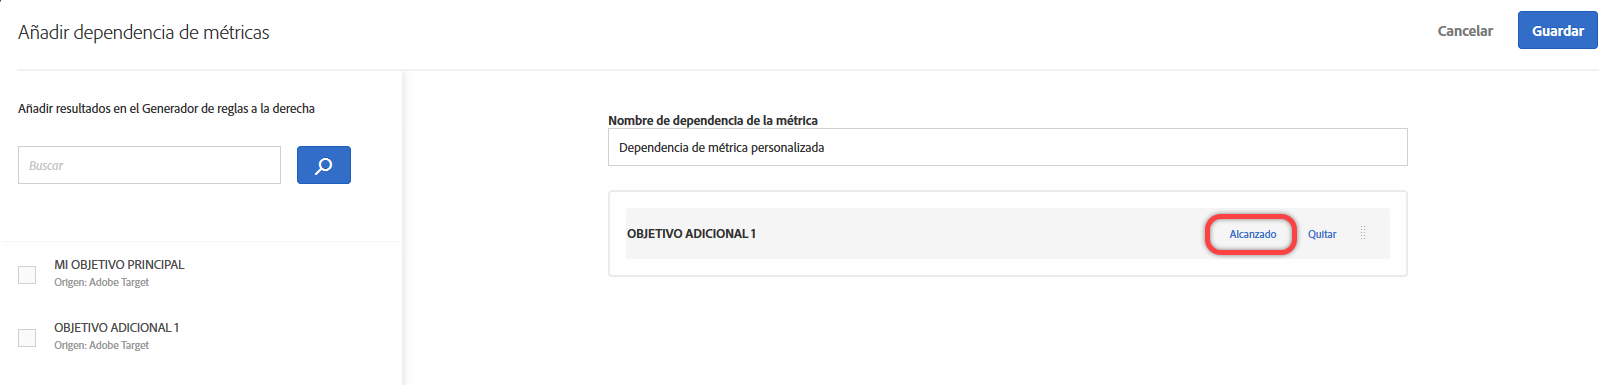 Añadir dependencia de métricas
Cancelar
Guardar
Añadir resultados en el Generador de reglas a la derecha
Buscar
MI OBJETIVO PRINCIPAL
Origen: Adobe Target
OBJETIVO ADICIONAL 1
Origen: Adobe Target
Nombre de dependencia de la métrica
Dependencia de métrica personalizada
OBJETIVO ADICIONAL 1
Alcanzado
Quitar